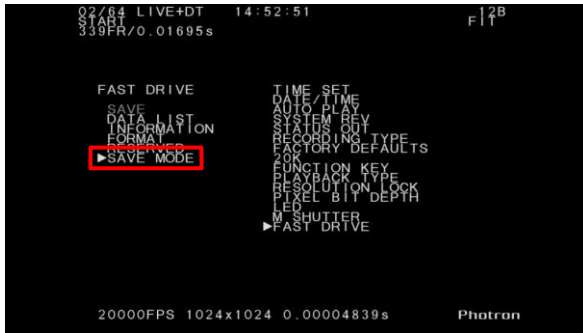 02/64 LIVE+DT 14:52:51 12B
START FIT
339FR/0.01695s
FAST DRIVE
SAVE
DATA LIST
INFORMATION
FORMAT
RESERVED
▶SAVE MODE
TIME SET
DATE/TIME
AUTO PLAY
SYSTEM REV
STATUS OUT
RECORDING TYPE
FACTORY DEFAULTS
20K
FUNCTION KEY
PLAYBACK TYPE
RESOLUTION LOCK
PIXEL BIT DEPTH
LED
M SHUTTER
▶FAST DRIVE
20000FPS 1024x1024 0.00004839s Photron